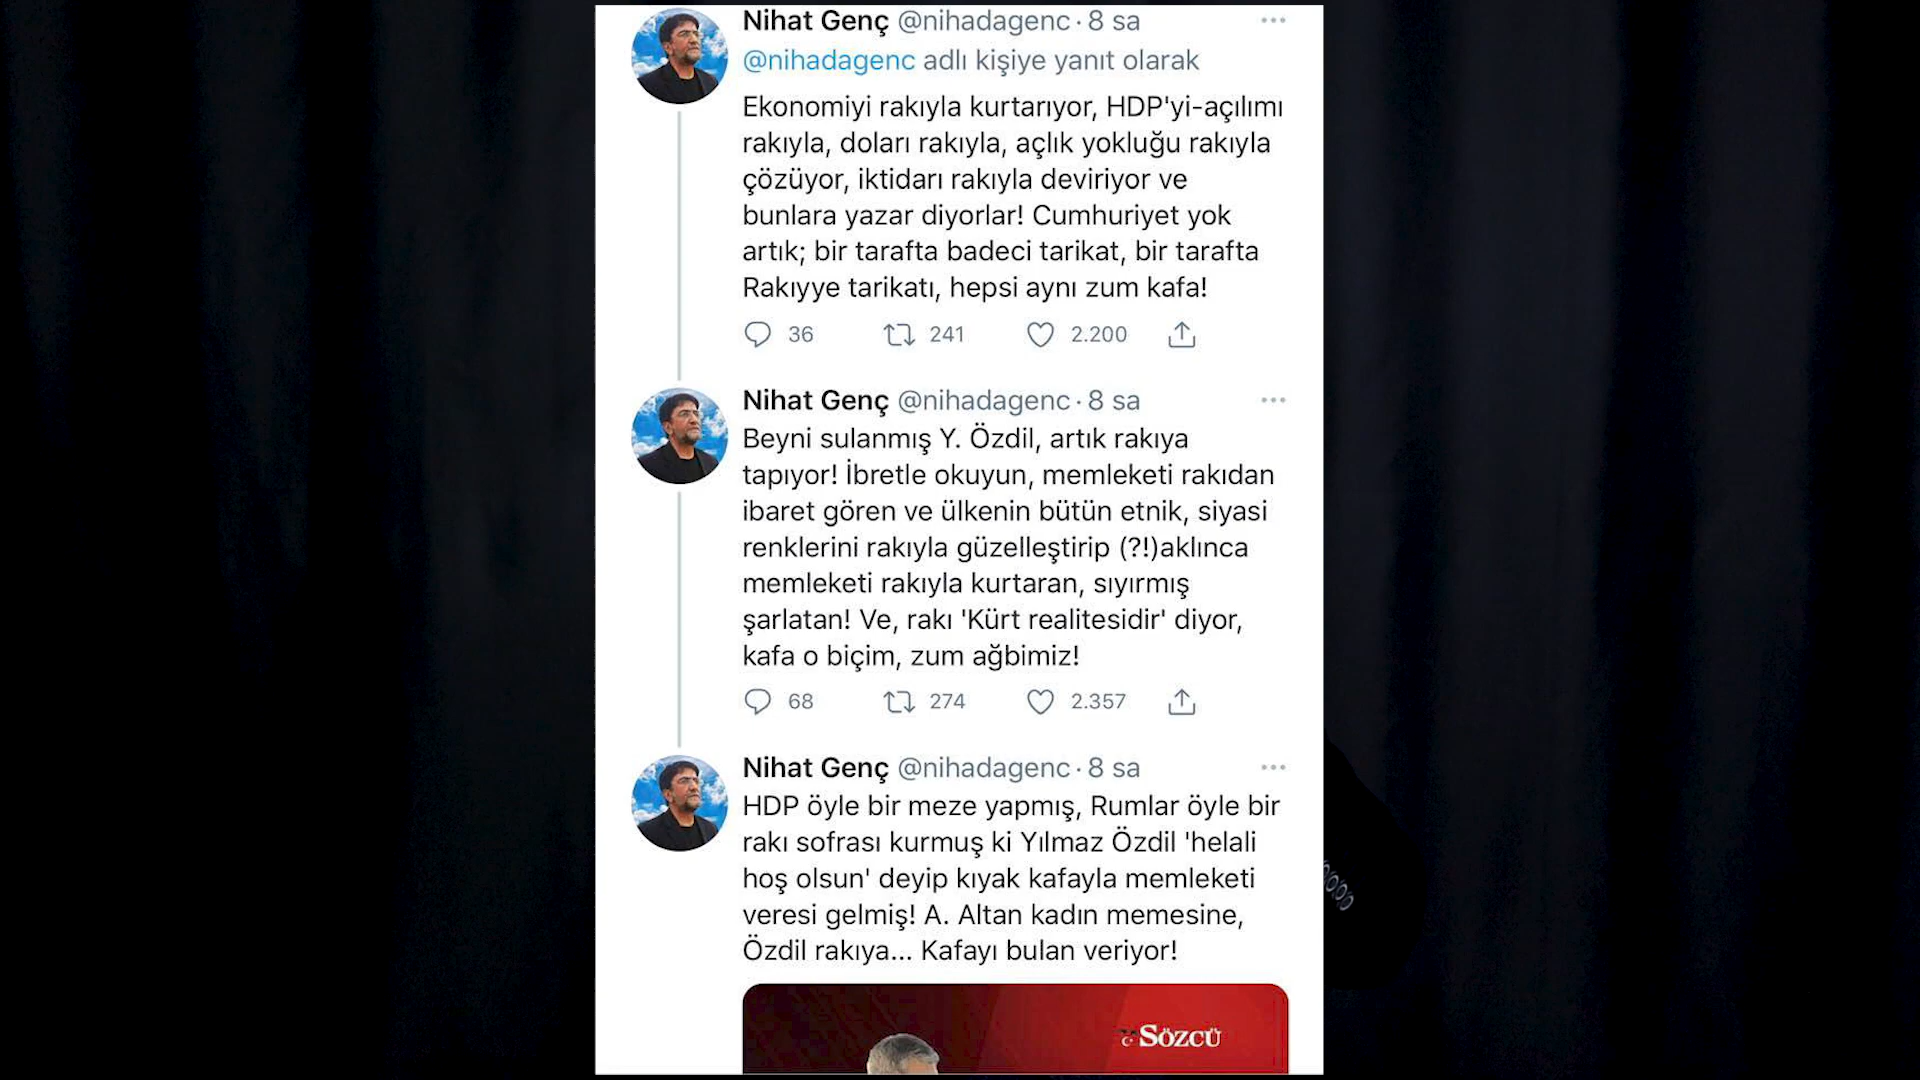 Nihat Genç @nihadagenc · 8 sa
@nihadagenc adlı kişiye yanıt olarak
Ekonomiyi rakıyla kurtarıyor, HDP'yi-açılımı
rakıyla, doları rakıyla, açlık yokluğu rakıyla
çözüyor, iktidarı rakıyla deviriyor ve
bunlara yazar diyorlar! Cumhuriyet yok
artık; bir tarafta badeci tarikat, bir tarafta
Rakıyye tarikatı, hepsi aynı zum kafa!
36 241 2.200
Nihat Genç @nihadagenc · 8 sa
Beyni sulanmış Y. Özdil, artık rakıya
tapıyor! İbretle okuyun, memleketi rakıdan
ibaret gören ve ülkenin bütün etnik, siyasi
renklerini rakıyla güzelleştirip (?!)aklınca
memleketi rakıyla kurtaran, sıyırmış
şarlatan! Ve, rakı 'Kürt realitesidir' diyor,
kafa o biçim, zum ağbimiz!
68 274 2.357
Nihat Genç @nihadagenc · 8 sa
HDP öyle bir meze yapmış, Rumlar öyle bir
rakı sofrası kurmuş ki Yılmaz Özdil 'helali
hoş olsun' deyip kıyak kafayla memleketi
veresi gelmiş! A. Altan kadın memesine,
Özdil rakıya... Kafayı bulan veriyor!
SÖZCÜ